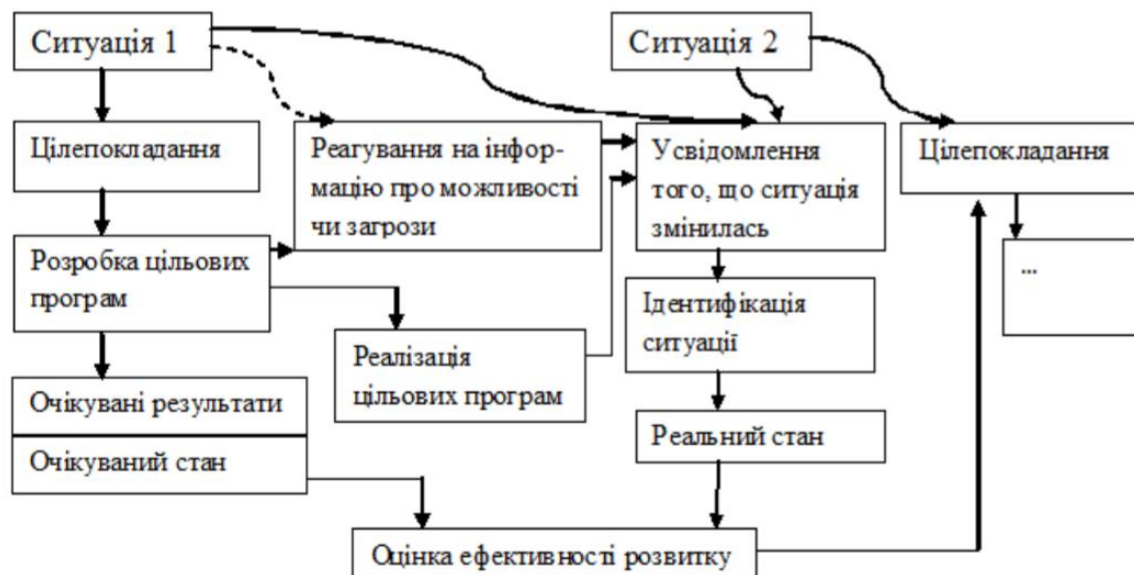 Ситуація 1
Ситуація 2
Цілепокладання
Реагування на інфор-
мацію про можливості
чи загрози
Усвідомлення
того, що ситуація
змінилась
Цілепокладання
Розробка цільових
програм
...
Ідентифікація
ситуації
Реалізація
цільових програм
Очікувані результати
Очікуваний стан
Реальний стан
Оцінка ефективності розвитку